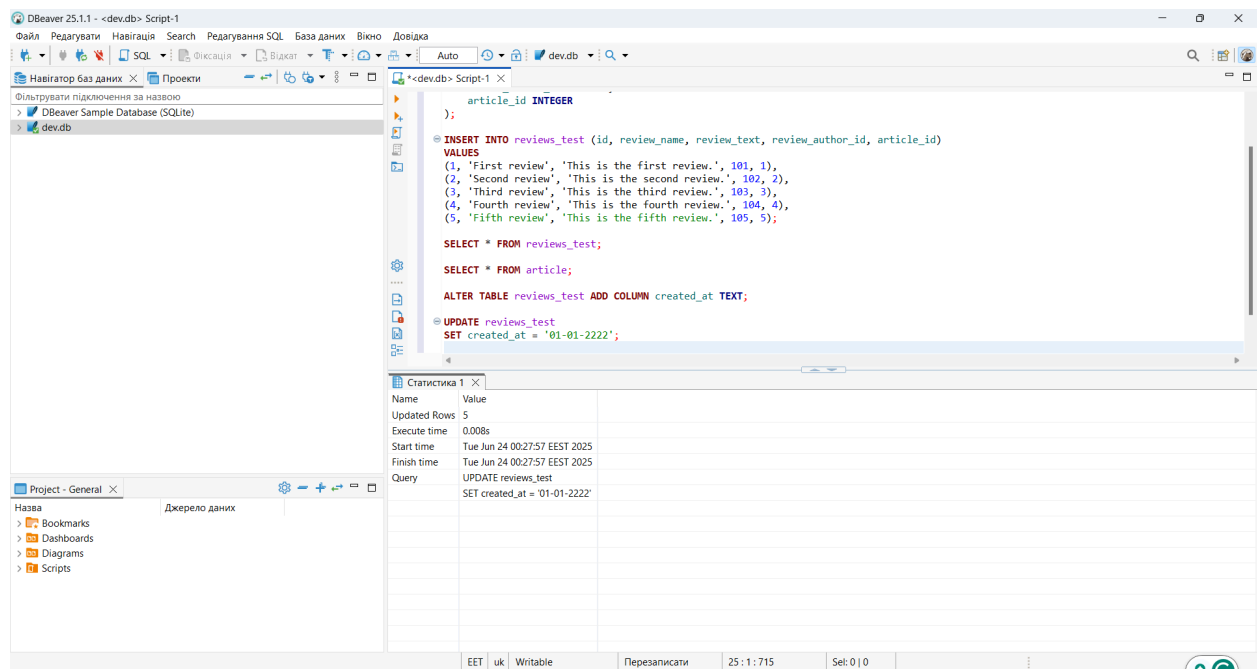 DBeaver 25.1.1 - <dev.db> Script-1
Файл Редагувати Навігація Search Редагування SQL База даних Вікно Довідка
SQL Фіксація Відкат Auto dev.db
Навігатор баз даних Проекти
Фільтрувати підключення за назвою
DBeaver Sample Database (SQLite)
dev.db
*<dev.db> Script-1
article_id INTEGER
);
INSERT INTO reviews_test (id, review_name, review_text, review_author_id, article_id)
VALUES
(1, 'First review', 'This is the first review.', 101, 1),
(2, 'Second review', 'This is the second review.', 102, 2),
(3, 'Third review', 'This is the third review.', 103, 3),
(4, 'Fourth review', 'This is the fourth review.', 104, 4),
(5, 'Fifth review', 'This is the fifth review.', 105, 5);
SELECT * FROM reviews_test;
SELECT * FROM article;
ALTER TABLE reviews_test ADD COLUMN created_at TEXT;
UPDATE reviews_test
SET created_at = '01-01-2222';
Статистика 1
Name Value
Updated Rows 5
Execute time 0.008s
Start time Tue Jun 24 00:27:57 EEST 2025
Finish time Tue Jun 24 00:27:57 EEST 2025
Query UPDATE reviews_test
SET created_at = '01-01-2222'
Project - General
Назва Джерело даних
Bookmarks
Dashboards
Diagrams
Scripts
EET uk Writable Перезаписати 25 : 1 : 715 Sel: 0 | 0